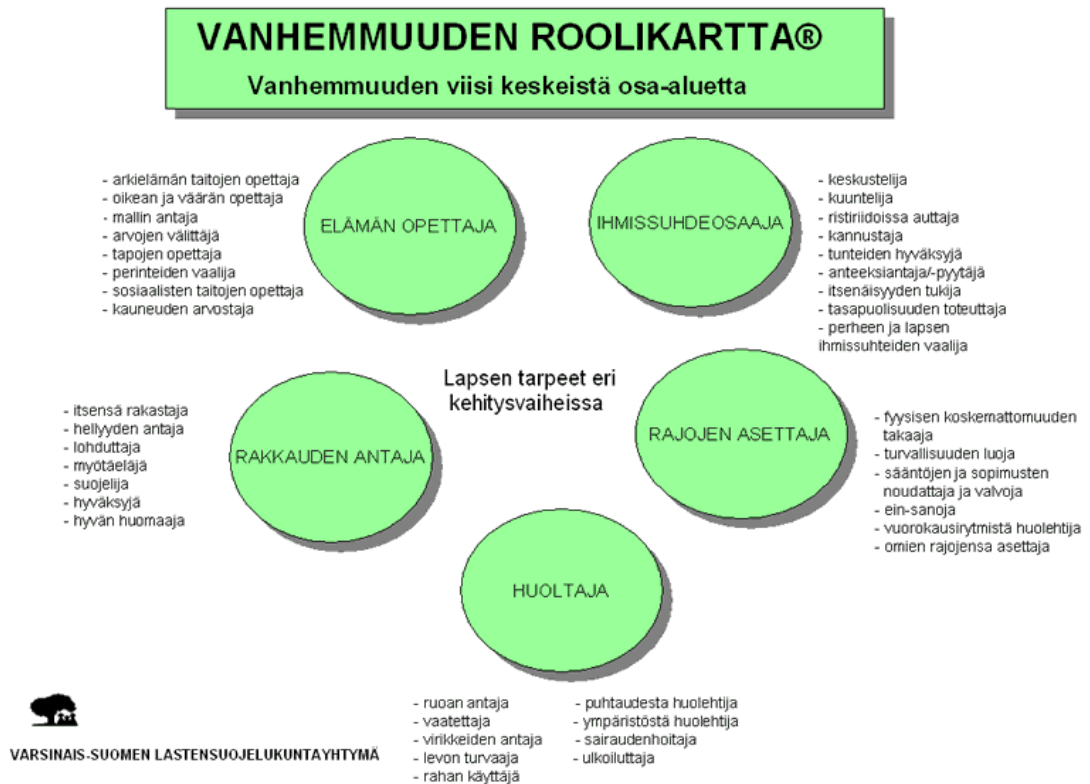 VANHEMMUUDEN ROOLIKARTTA®
Vanhemmuuden viisi keskeistä osa-aluetta
- arkielämän taitojen opettaja
- oikean ja väärän opettaja
- mallin antaja
- arvojen välittäjä
- tapojen opettaja
- perinteiden vaalija
- sosiaalisten taitojen opettaja
- kauneuden arvostaja
ELÄMÄN OPETTAJA
IHMISSUHDEOSAAJA
- keskustelija
- kuuntelija
- ristiriidoissa auttaja
- kannustaja
- tunteiden hyväksyjä
- anteeksiantaja/-pyytäjä
- itsenäisyyden tukija
- tasapuolisuuden toteuttaja
- perheen ja lapsen
ihmissuhteiden vaalija
Lapsen tarpeet eri
kehitysvaiheissa
- itsensä rakastaja
- hellyyden antaja
- lohduttaja
- myötäeläjä
- suojelija
- hyväksyjä
- hyvän huomaaja
RAKKAUDEN ANTAJA
RAJOJEN ASETTAJA
- fyysisen koskemattomuuden
takaaja
- turvallisuuden luoja
- sääntöjen ja sopimusten
noudattaja ja valvoja
- ein-sanoja
- vuorokausirytmistä huolehtija
- omien rajojensa asettaja
HUOLTAJA
- ruoan antaja
- vaatettaja
- virikkeiden antaja
- levon turvaaja
- rahan käyttäjä
- puhtaudesta huolehtija
- ympäristöstä huolehtija
- sairaudenhoitaja
- ulkoiluttaja
VARSINAIS-SUOMEN LASTENSUOJELUKUNTAYHTYMÄ